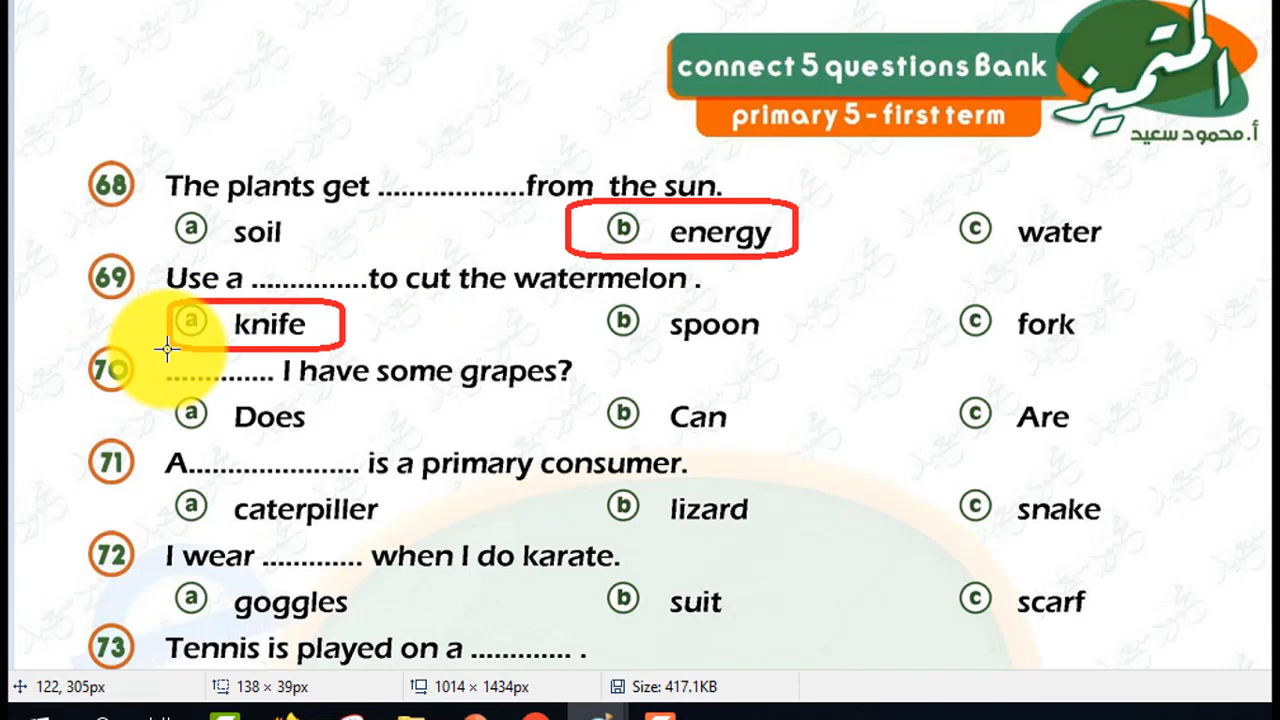 المتميز
connect 5 questions Bank
primary 5 - first term
أ. محمود سعيد
68 The plants get ...................from the sun.
a soil b energy c water
69 Use a ...............to cut the watermelon .
a knife b spoon c fork
70 .............. I have some grapes?
a Does b Can c Are
71 A...................... is a primary consumer.
a caterpiller b lizard c snake
72 I wear ............. when I do karate.
a goggles b suit c scarf
73 Tennis is played on a ............. .
122, 305px 138 × 39px 1014 × 1434px Size: 417.1KB